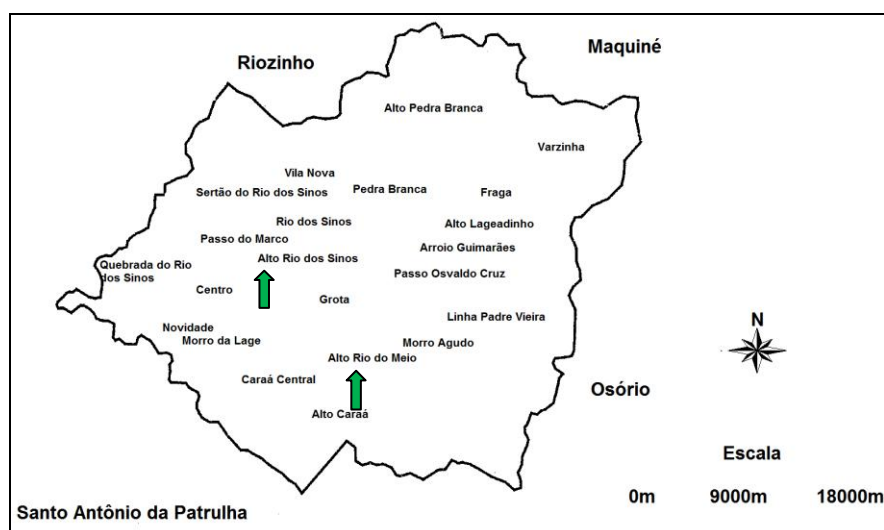 Maquiné
Riozinho
Alto Pedra Branca
Varzinha
Vila Nova
Sertão do Rio dos Sinos
Pedra Branca
Fraga
Rio dos Sinos
Alto Lageadinho
Passo do Marco
Arroio Guimarães
Alto Rio dos Sinos
Quebrada do Rio
dos Sinos
Passo Osvaldo Cruz
Centro
Grota
Linha Padre Vieira
N
Novidade
Morro da Lage
Morro Agudo
Alto Rio do Meio
Caraá Central
Osório
Alto Caraá
Escala
0m 9000m 18000m
Santo Antônio da Patrulha